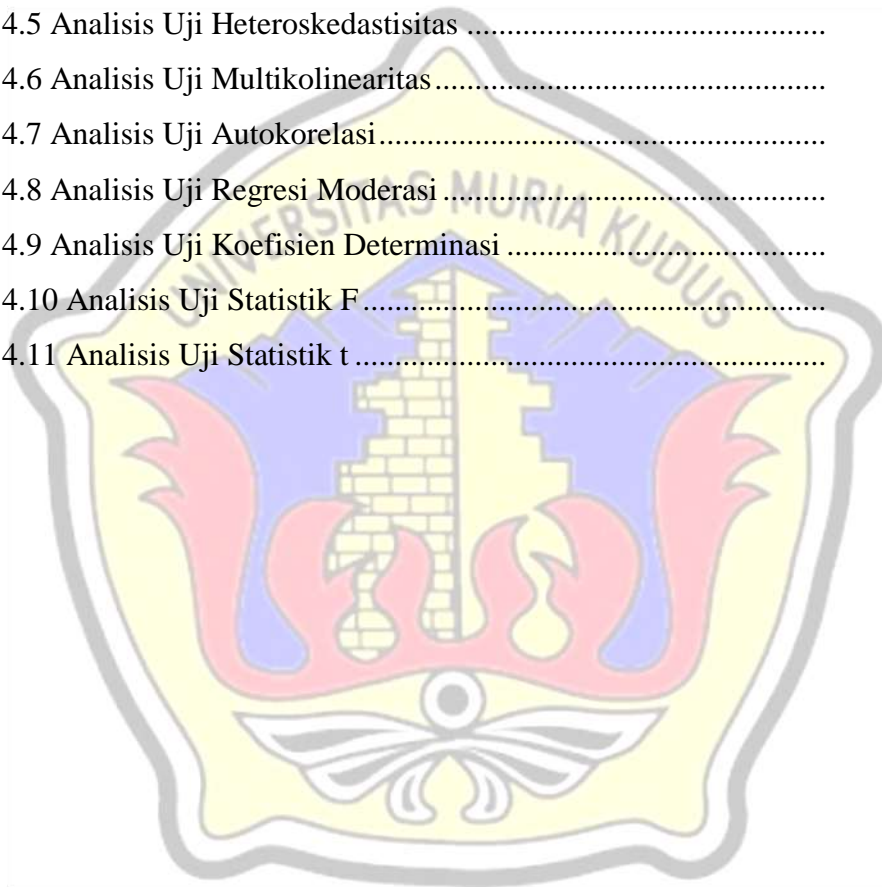 4.5 Analisis Uji Heteroskedastisitas ............................................
4.6 Analisis Uji Multikolinearitas................................................
4.7 Analisis Uji Autokorelasi.......................................................
4.8 Analisis Uji Regresi Moderasi ...............................................
4.9 Analisis Uji Koefisien Determinasi .......................................
4.10 Analisis Uji Statistik F.........................................................
4.11 Analisis Uji Statistik t ..........................................................
UNIVERSITAS MURIA KUDUS